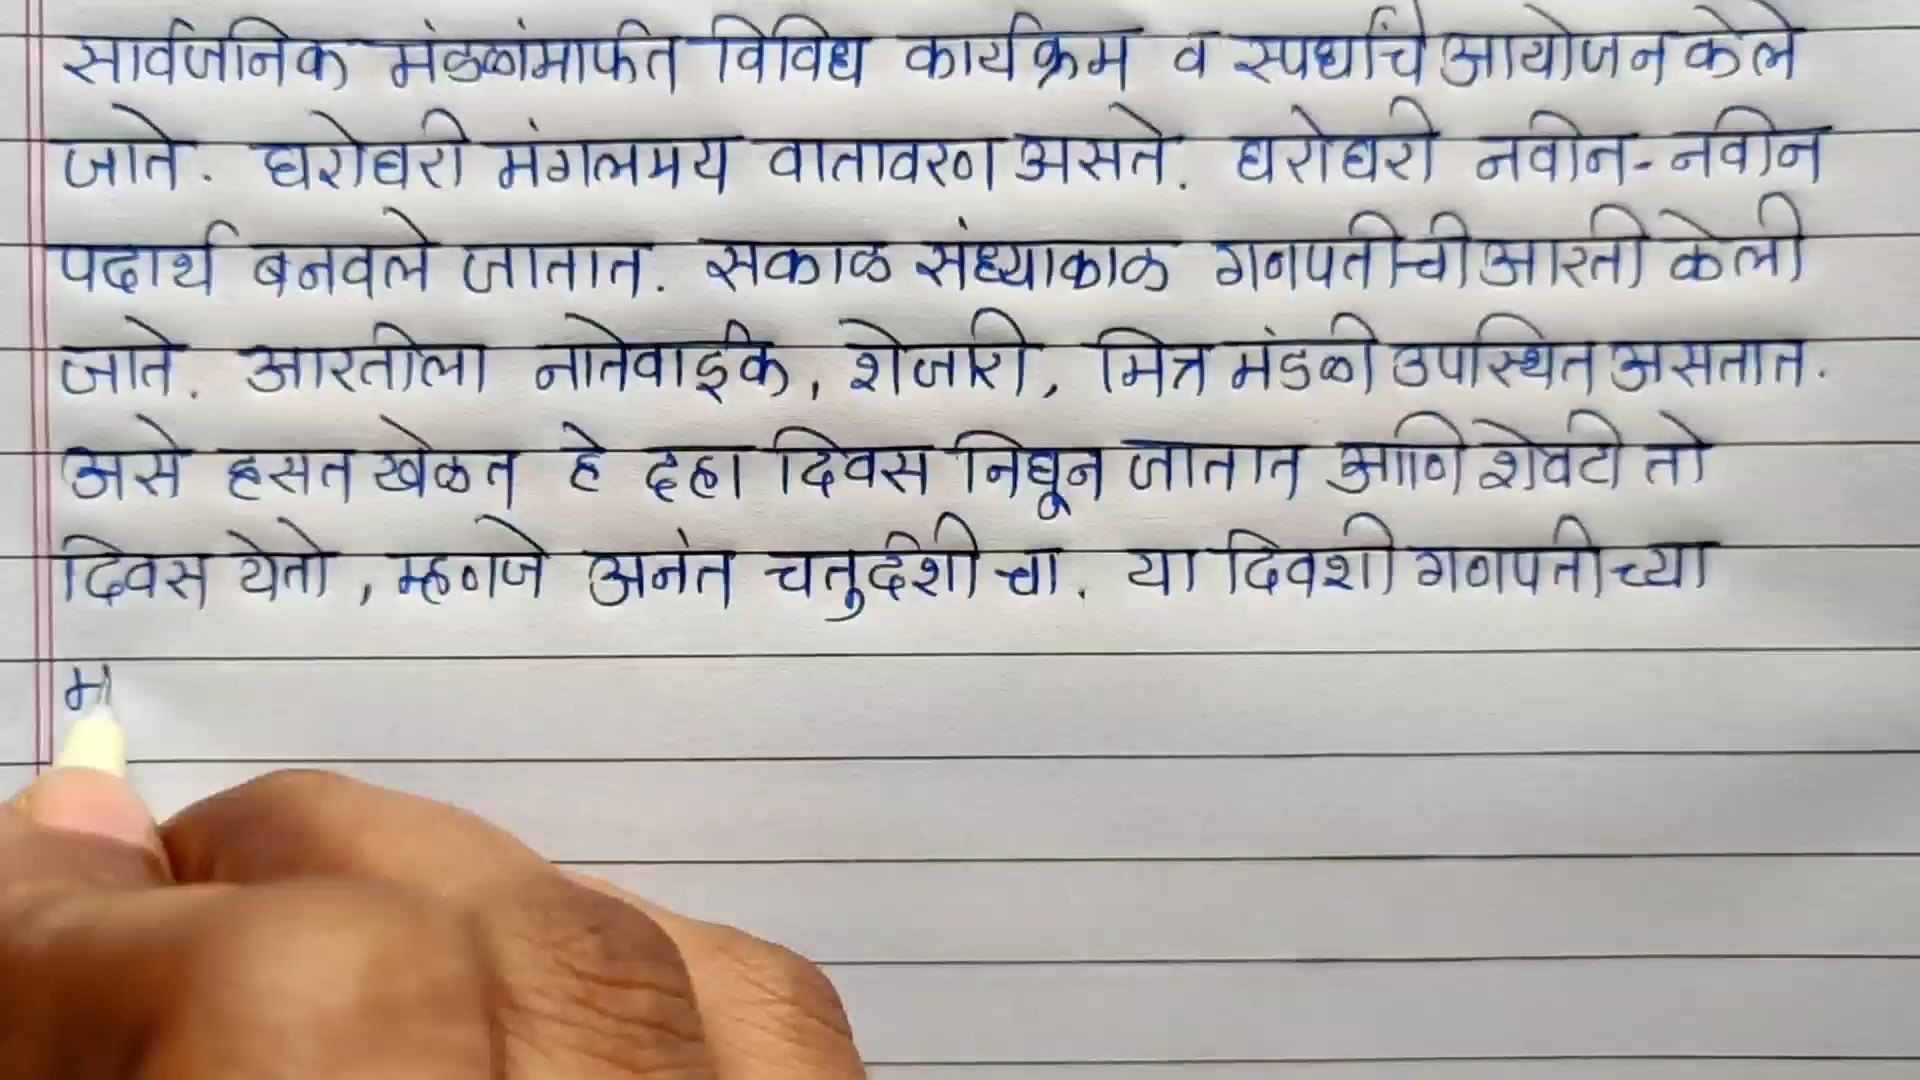 सार्वजनिक मंडळांमार्फत विविध कार्यक्रम व स्पर्धांचे आयोजन केले
जाते. घरोघरी मंगलमय वातावरण असते. घरोघरी नवीन-नवीन
पदार्थ बनवले जातात. सकाळ संध्याकाळ गणपतीची आरती केली
जाते. आरतीला नातेवाईक, शेजारी, मित्र मंडळी उपस्थित असतात.
असे हसत खेळत हे दहा दिवस निघून जातात आणि शेवटी तो
दिवस येतो, म्हणजे अनंत चतुर्दशी चा. या दिवशी गणपतीच्या